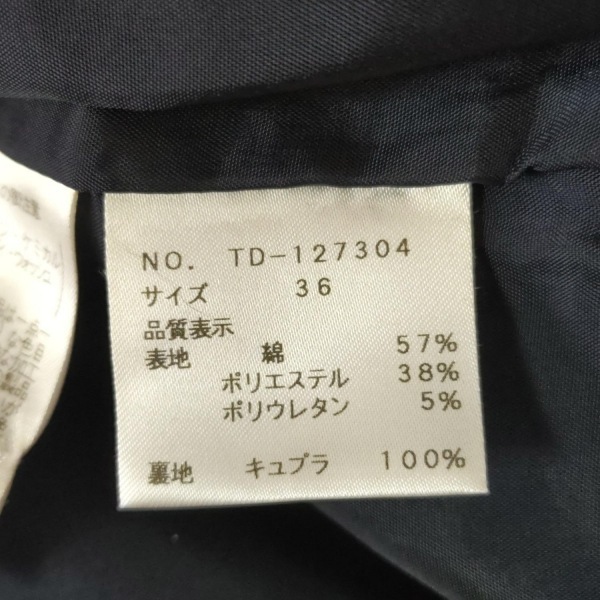 NO. TD-127304
サイズ 36
品質表示
表地 綿 57%
ポリエステル 38%
ポリウレタン 5%
裏地 キュプラ 100%